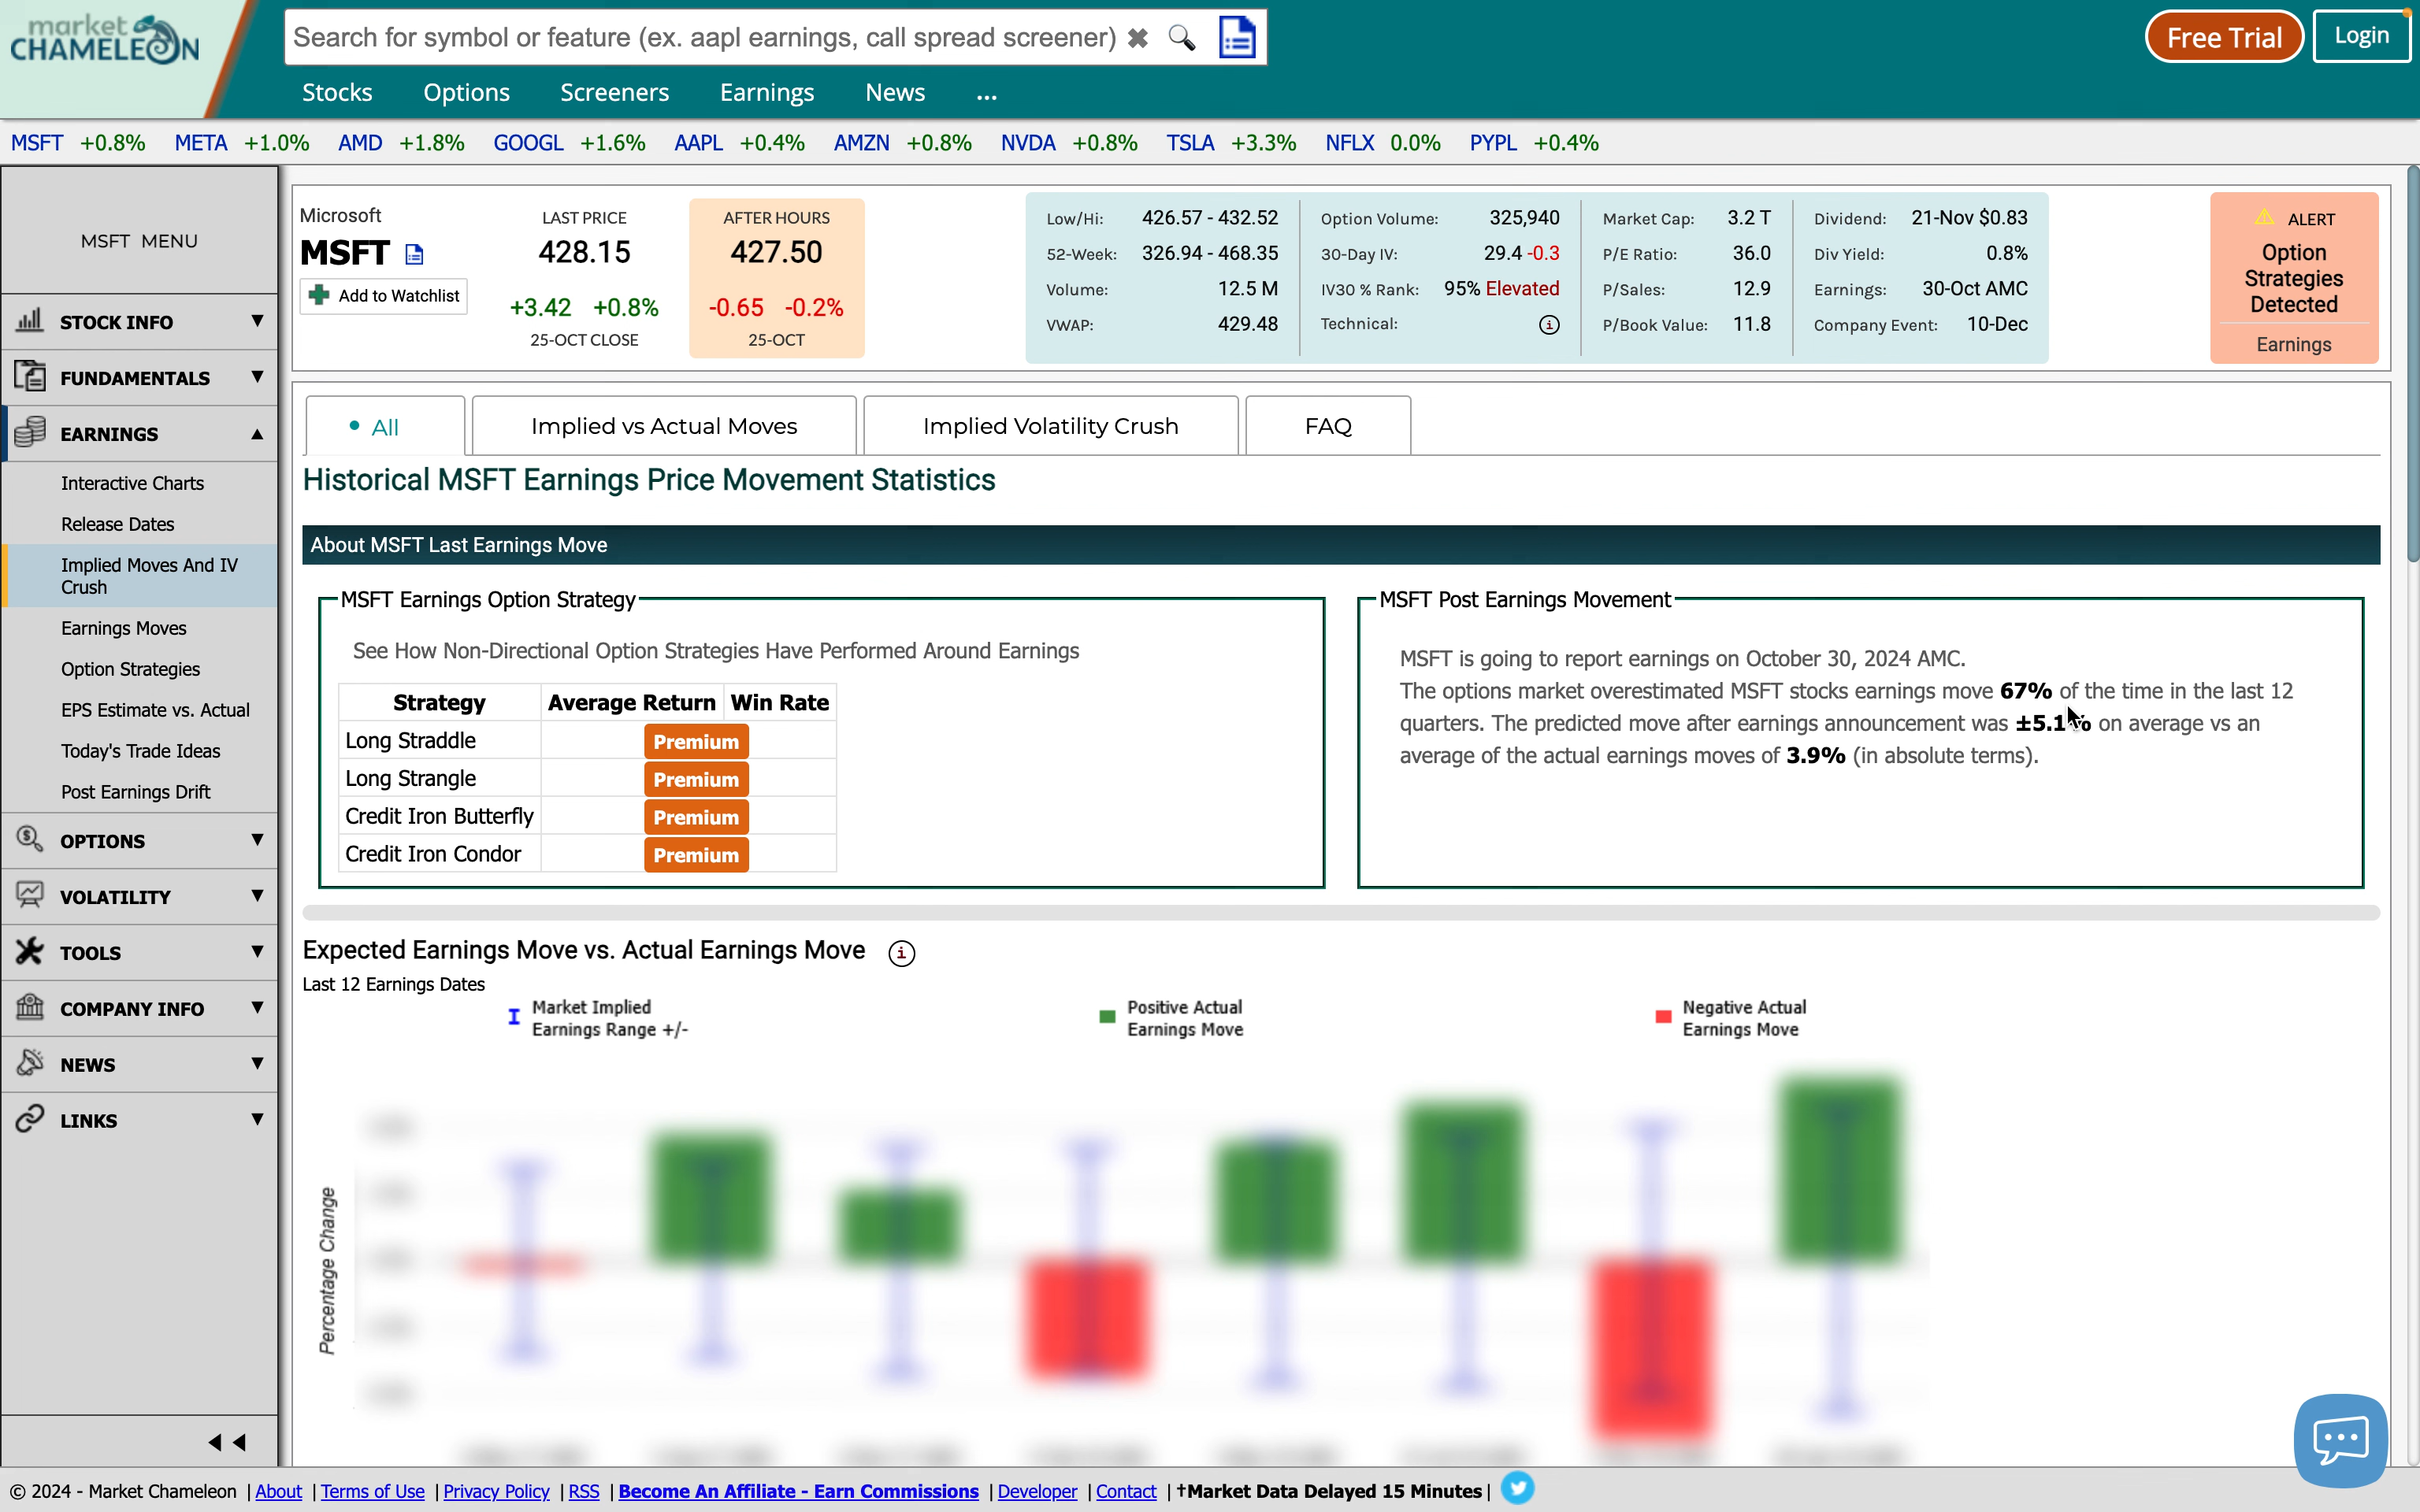 market
CHAMELEON
Search for symbol or feature (ex. aapl earnings, call spread screener)
Free Trial
Login
Stocks Options Screeners Earnings News ...
MSFT +0.8% META +1.0% AMD +1.8% GOOGL +1.6% AAPL +0.4% AMZN +0.8% NVDA +0.8% TSLA +3.3% NFLX 0.0% PYPL +0.4%
MSFT MENU
STOCK INFO
FUNDAMENTALS
EARNINGS
Interactive Charts
Release Dates
Implied Moves And IV
Crush
Earnings Moves
Option Strategies
EPS Estimate vs. Actual
Today's Trade Ideas
Post Earnings Drift
OPTIONS
VOLATILITY
TOOLS
COMPANY INFO
NEWS
LINKS
Microsoft
MSFT
Add to Watchlist
LAST PRICE
428.15
+3.42 +0.8%
25-OCT CLOSE
AFTER HOURS
427.50
-0.65 -0.2%
25-OCT
Low/Hi: 426.57 - 432.52
52-Week: 326.94 - 468.35
Volume: 12.5 M
VWAP: 429.48
Option Volume: 325,940
30-Day IV: 29.4 -0.3
IV30 % Rank: 95% Elevated
Technical:
Market Cap: 3.2 T
P/E Ratio: 36.0
P/Sales: 12.9
P/Book Value: 11.8
Dividend: 21-Nov $0.83
Div Yield: 0.8%
Earnings: 30-Oct AMC
Company Event: 10-Dec
ALERT
Option
Strategies
Detected
Earnings
• All
Implied vs Actual Moves
Implied Volatility Crush
FAQ
Historical MSFT Earnings Price Movement Statistics
About MSFT Last Earnings Move
MSFT Earnings Option Strategy
See How Non-Directional Option Strategies Have Performed Around Earnings
Strategy Average Return Win Rate
Long Straddle Premium
Long Strangle Premium
Credit Iron Butterfly Premium
Credit Iron Condor Premium
MSFT Post Earnings Movement
MSFT is going to report earnings on October 30, 2024 AMC.
The options market overestimated MSFT stocks earnings move 67% of the time in the last 12
quarters. The predicted move after earnings announcement was ±5.1% on average vs an
average of the actual earnings moves of 3.9% (in absolute terms).
Expected Earnings Move vs. Actual Earnings Move
Last 12 Earnings Dates
Market Implied
Earnings Range +/-
Positive Actual
Earnings Move
Negative Actual
Earnings Move
Percentage Change
© 2024 - Market Chameleon | About | Terms of Use | Privacy Policy | RSS | Become An Affiliate - Earn Commissions | Developer | Contact | †Market Data Delayed 15 Minutes |